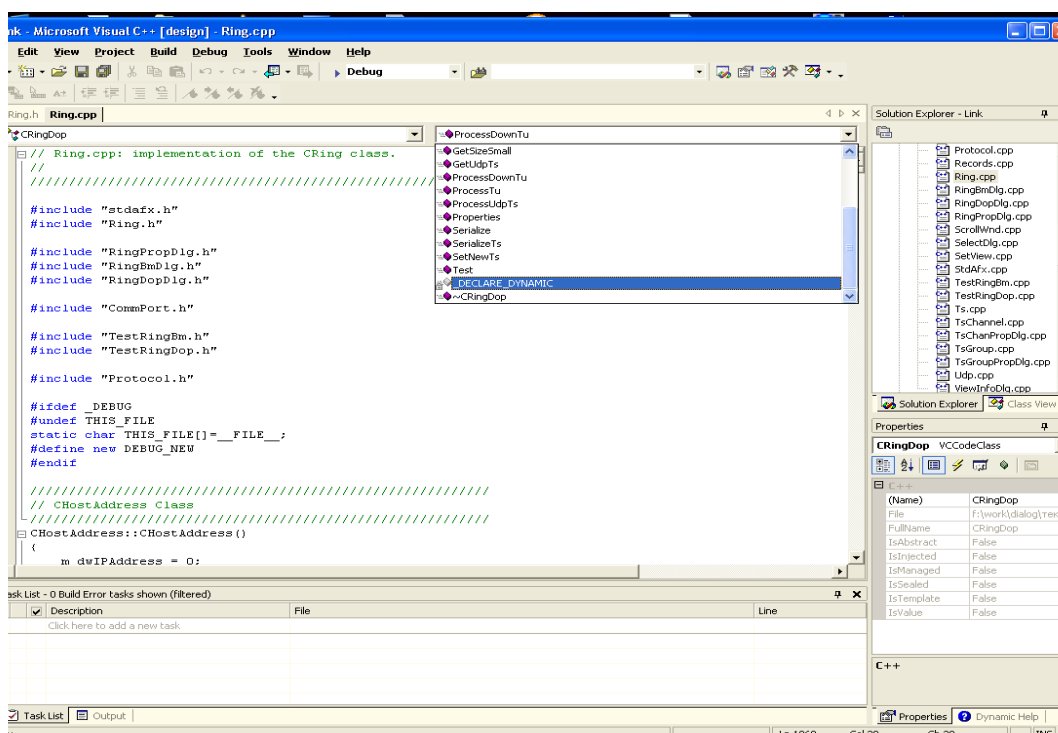 nk - Microsoft Visual C++ [design] - Ring.cpp
Edit View Project Build Debug Tools Window Help
Debug
Ring.h Ring.cpp
CRingDop
ProcessDownTu
GetSizeSmall
GetUdpTs
ProcessDownTu
ProcessTu
ProcessUdpTs
Properties
Serialize
SerializeTs
SetNewTs
Test
_DECLARE_DYNAMIC
~CRingDop
// Ring.cpp: implementation of the CRing class.
//
//////////////////////////////////////////////////////
#include "stdafx.h"
#include "Ring.h"
#include "RingPropDlg.h"
#include "RingBmDlg.h"
#include "RingDopDlg.h"
#include "CommPort.h"
#include "TestRingBm.h"
#include "TestRingDop.h"
#include "Protocol.h"
#ifdef _DEBUG
#undef THIS_FILE
static char THIS_FILE[]=__FILE__;
#define new DEBUG_NEW
#endif
////////////////////////////////////////////////////////////
// CHostAddress Class
////////////////////////////////////////////////////////////
CHostAddress::CHostAddress()
{
m_dwIPAddress = 0;
Solution Explorer - Link
Protocol.cpp
Records.cpp
Ring.cpp
RingBmDlg.cpp
RingDopDlg.cpp
RingPropDlg.cpp
ScrollWnd.cpp
SelectDlg.cpp
SetView.cpp
StdAfx.cpp
TestRingBm.cpp
TestRingDop.cpp
Ts.cpp
TsChannel.cpp
TsChanPropDlg.cpp
TsGroup.cpp
TsGroupPropDlg.cpp
Udp.cpp
ViewInfoDlg.cpp
Solution Explorer Class View
Properties
CRingDop VCCodeClass
C++
(Name) CRingDop
File f:\work\dialog\тек
FullName CRingDop
IsAbstract False
IsInjected False
IsManaged False
IsSealed False
IsTemplate False
IsValue False
C++
Properties Dynamic Help
ask List - 0 Build Error tasks shown (filtered)
Description File Line
Click here to add a new task
Task List Output